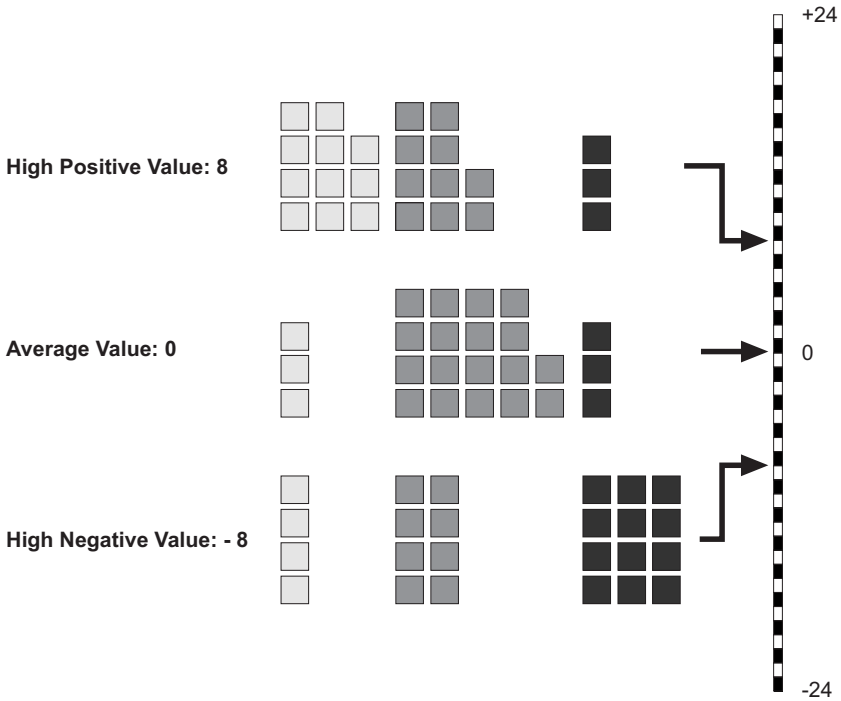 +24
High Positive Value: 8
Average Value: 0
0
High Negative Value: - 8
-24